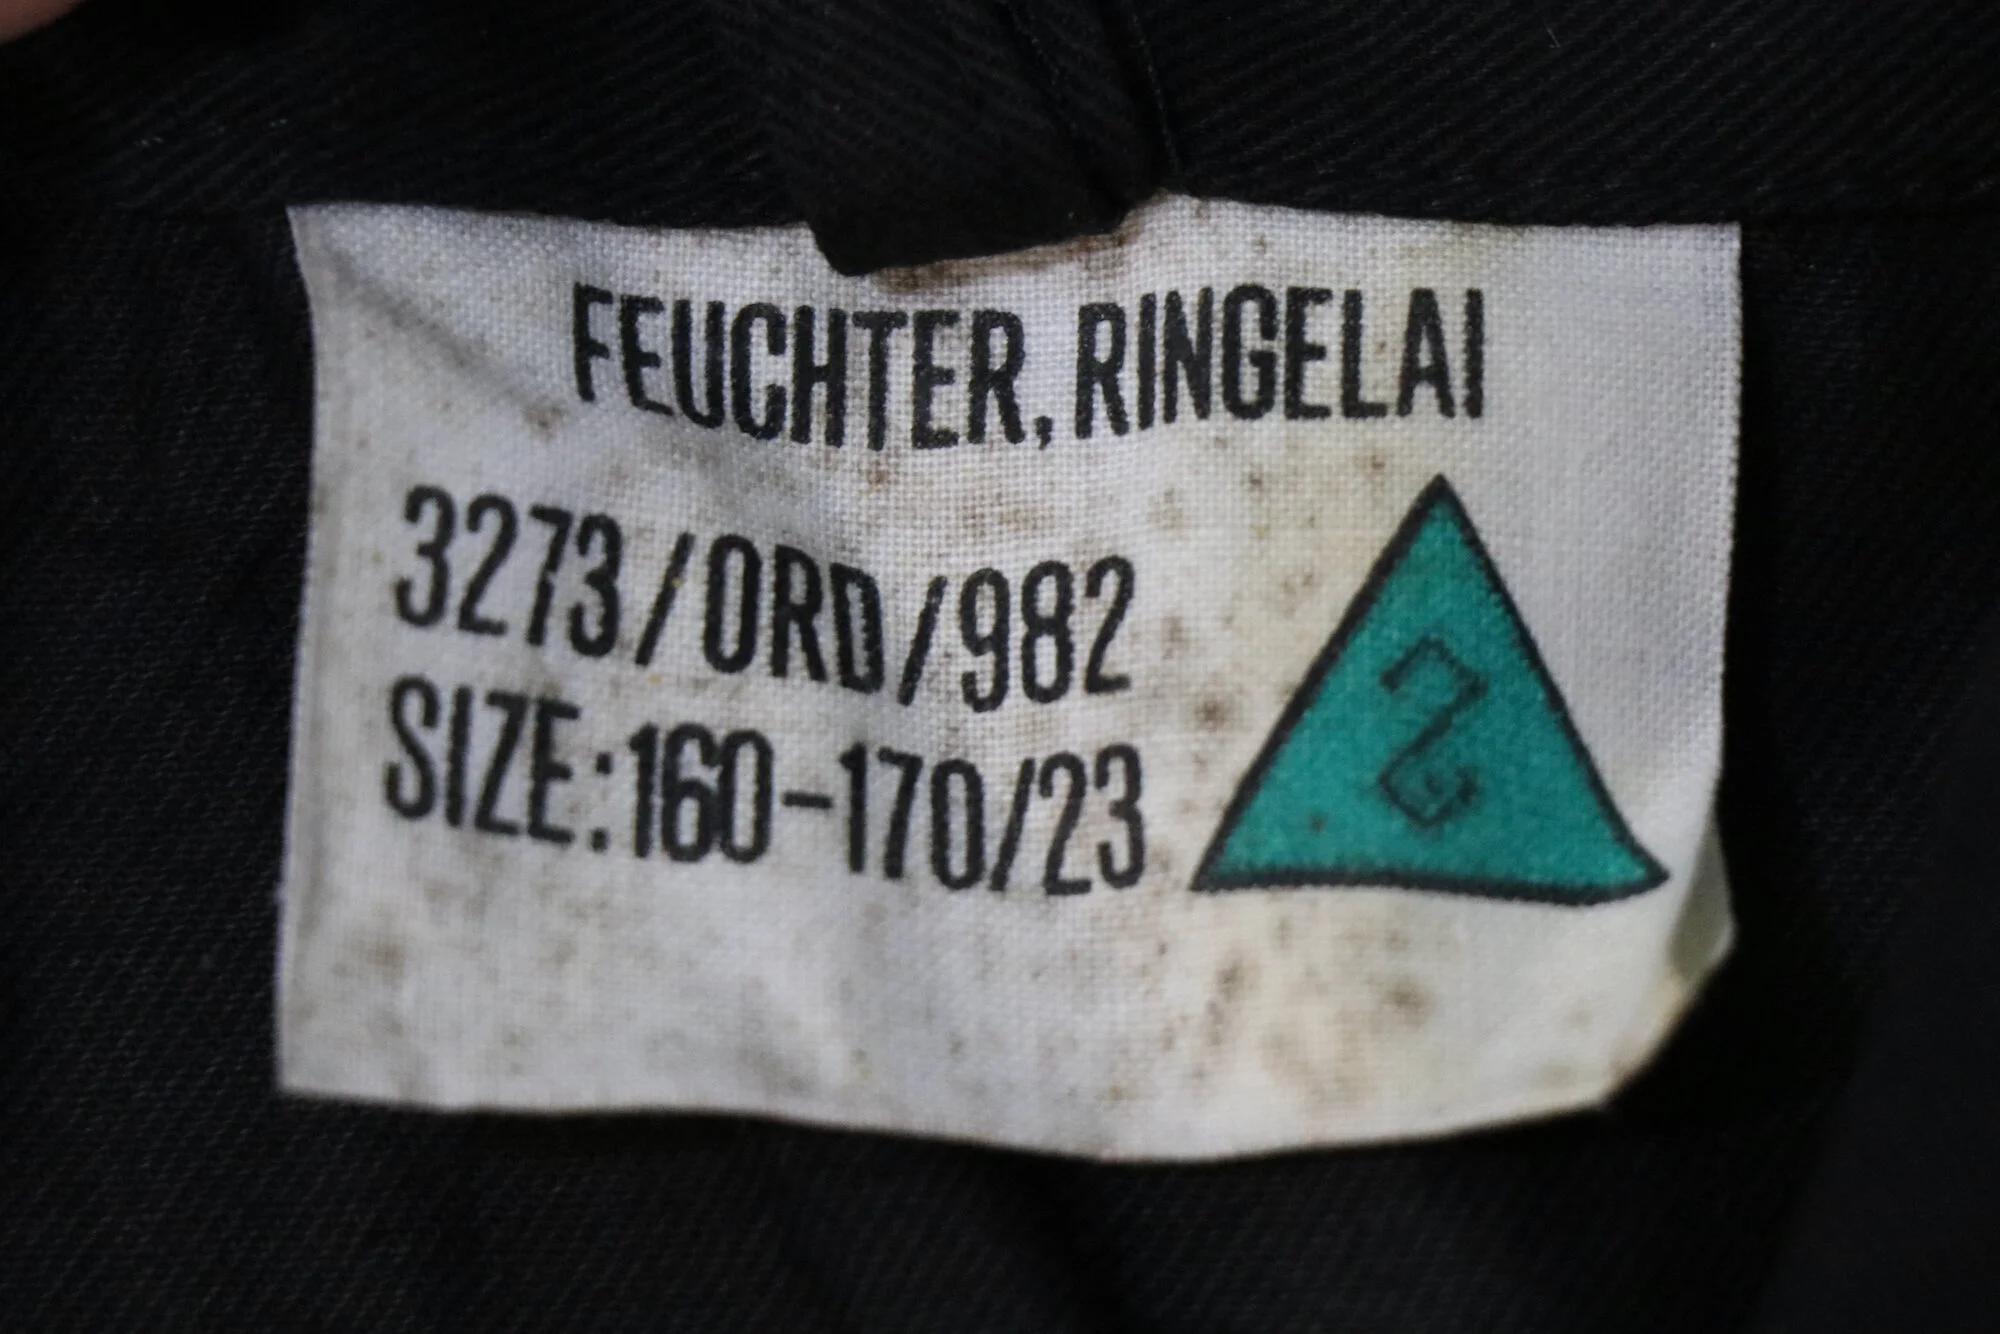 FEUCHTER, RINGELAI
3273/ORD/982
SIZE:160-170/23